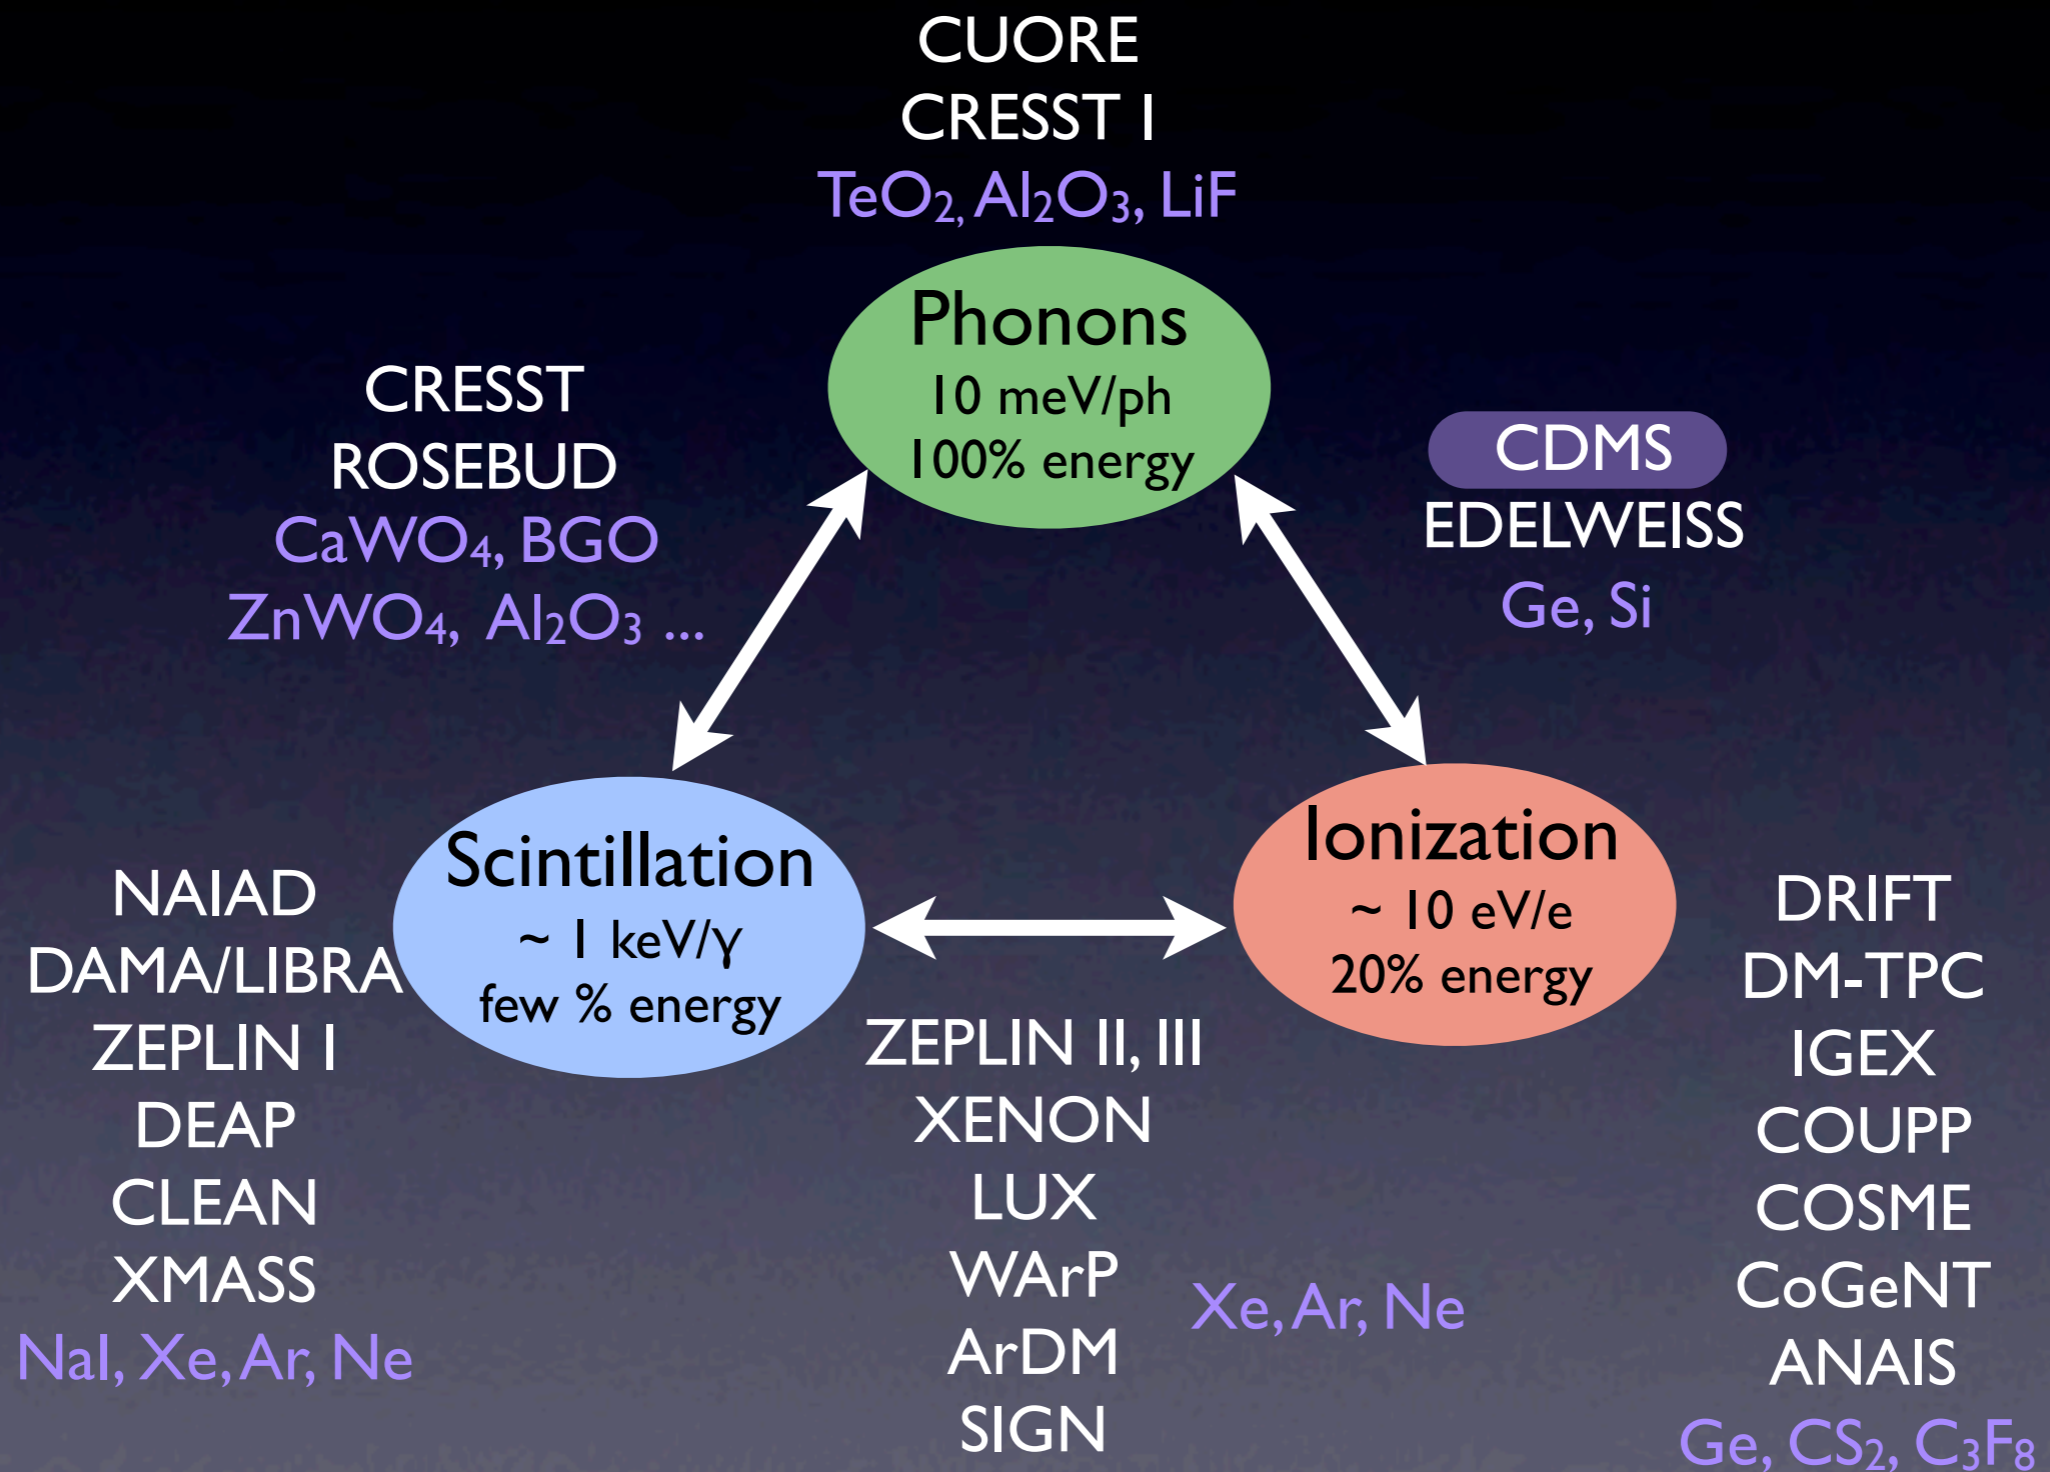 CUORE
CRESST I
TeO₂, Al₂O₃, LiF
Phonons
10 meV/ph
100% energy
CRESST
ROSEBUD
CaWO₄, BGO
ZnWO₄, Al₂O₃ ...
CDMS
EDELWEISS
Ge, Si
Scintillation
~ 1 keV/γ
few % energy
Ionization
~ 10 eV/e
20% energy
NAIAD
DAMA/LIBRA
ZEPLIN I
DEAP
CLEAN
XMASS
NaI, Xe, Ar, Ne
ZEPLIN II, III
XENON
LUX
WArP
ArDM
SIGN
Xe, Ar, Ne
DRIFT
DM-TPC
IGEX
COUPP
COSME
CoGeNT
ANAIS
Ge, CS₂, C₃F₈